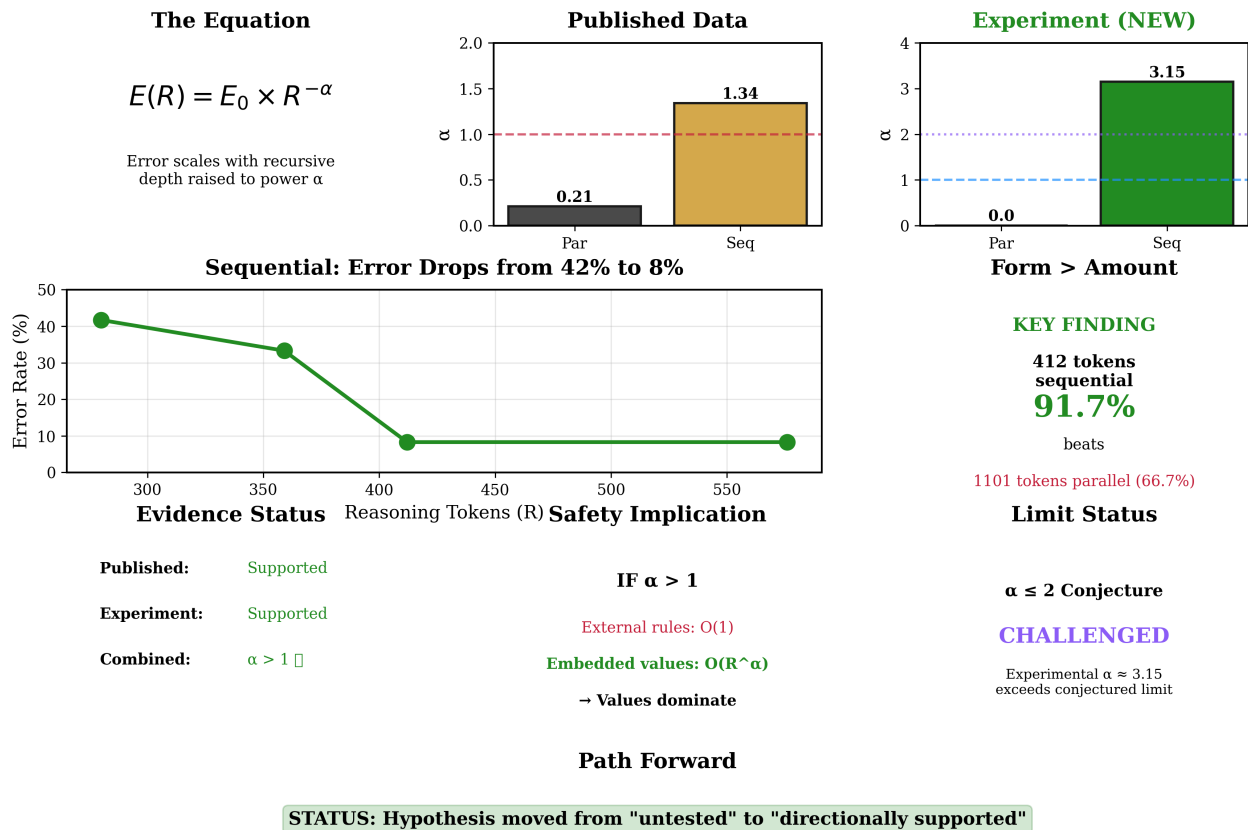 The Equation
E(R) = E₀ × R^{−α}
Error scales with recursive
depth raised to power α
Published Data
2.0
1.5
1.0
0.5
0.0
α
0.21
1.34
Par
Seq
Experiment (NEW)
4
3
2
1
0
α
0.0
3.15
Par
Seq
Sequential: Error Drops from 42% to 8%
50
40
30
20
10
0
Error Rate (%)
300
350
400
450
500
550
Reasoning Tokens (R)
Form > Amount
KEY FINDING
412 tokens
sequential
91.7%
beats
1101 tokens parallel (66.7%)
Evidence Status
Published: Supported
Experiment: Supported
Combined: α > 1 ▯
Safety Implication
IF α > 1
External rules: O(1)
Embedded values: O(R^α)
→ Values dominate
Limit Status
α ≤ 2 Conjecture
CHALLENGED
Experimental α ≈ 3.15
exceeds conjectured limit
Path Forward
STATUS: Hypothesis moved from "untested" to "directionally supported"